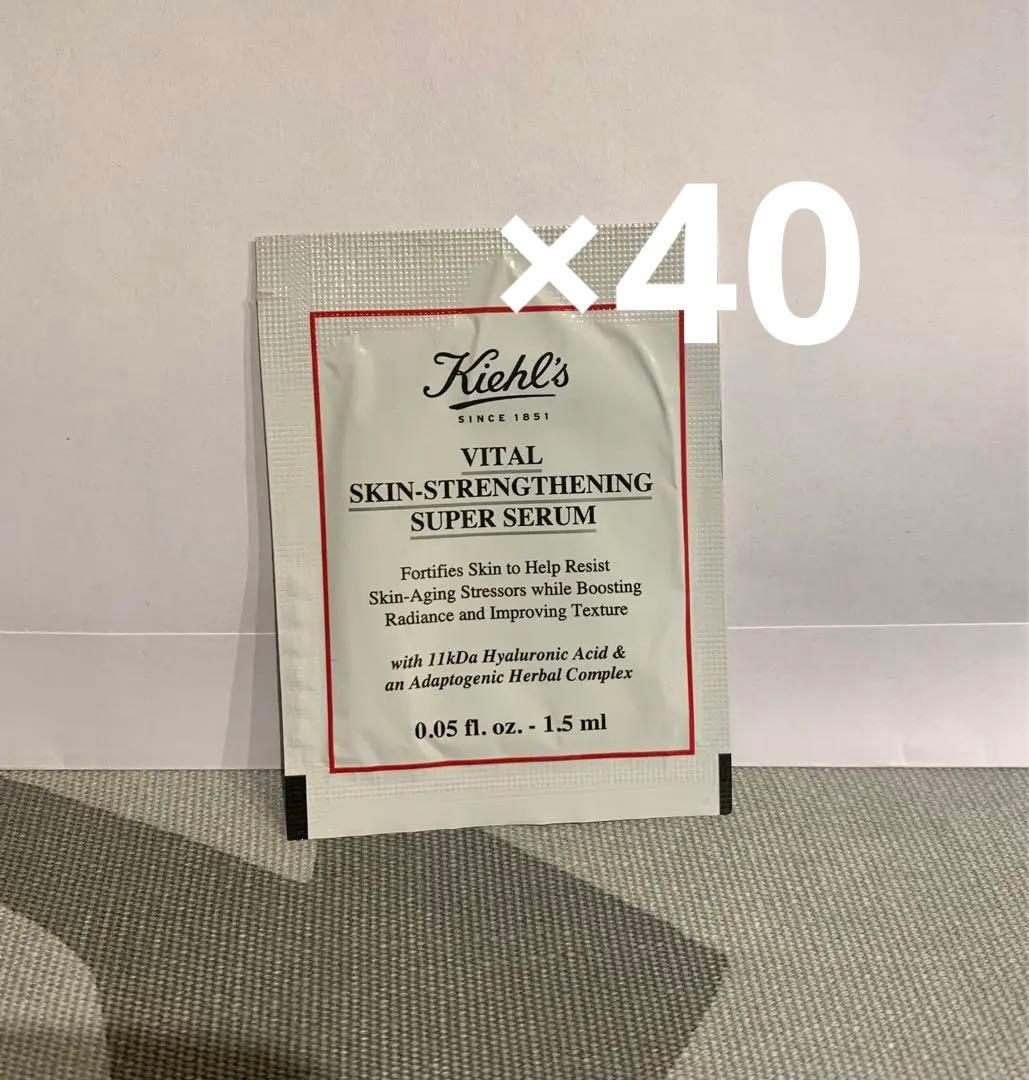 ×40
Kiehl's
SINCE 1851
VITAL
SKIN-STRENGTHENING
SUPER SERUM
Fortifies Skin to Help Resist
Skin-Aging Stressors while Boosting
Radiance and Improving Texture
with 11kDa Hyaluronic Acid &
an Adaptogenic Herbal Complex
0.05 fl. oz. - 1.5 ml